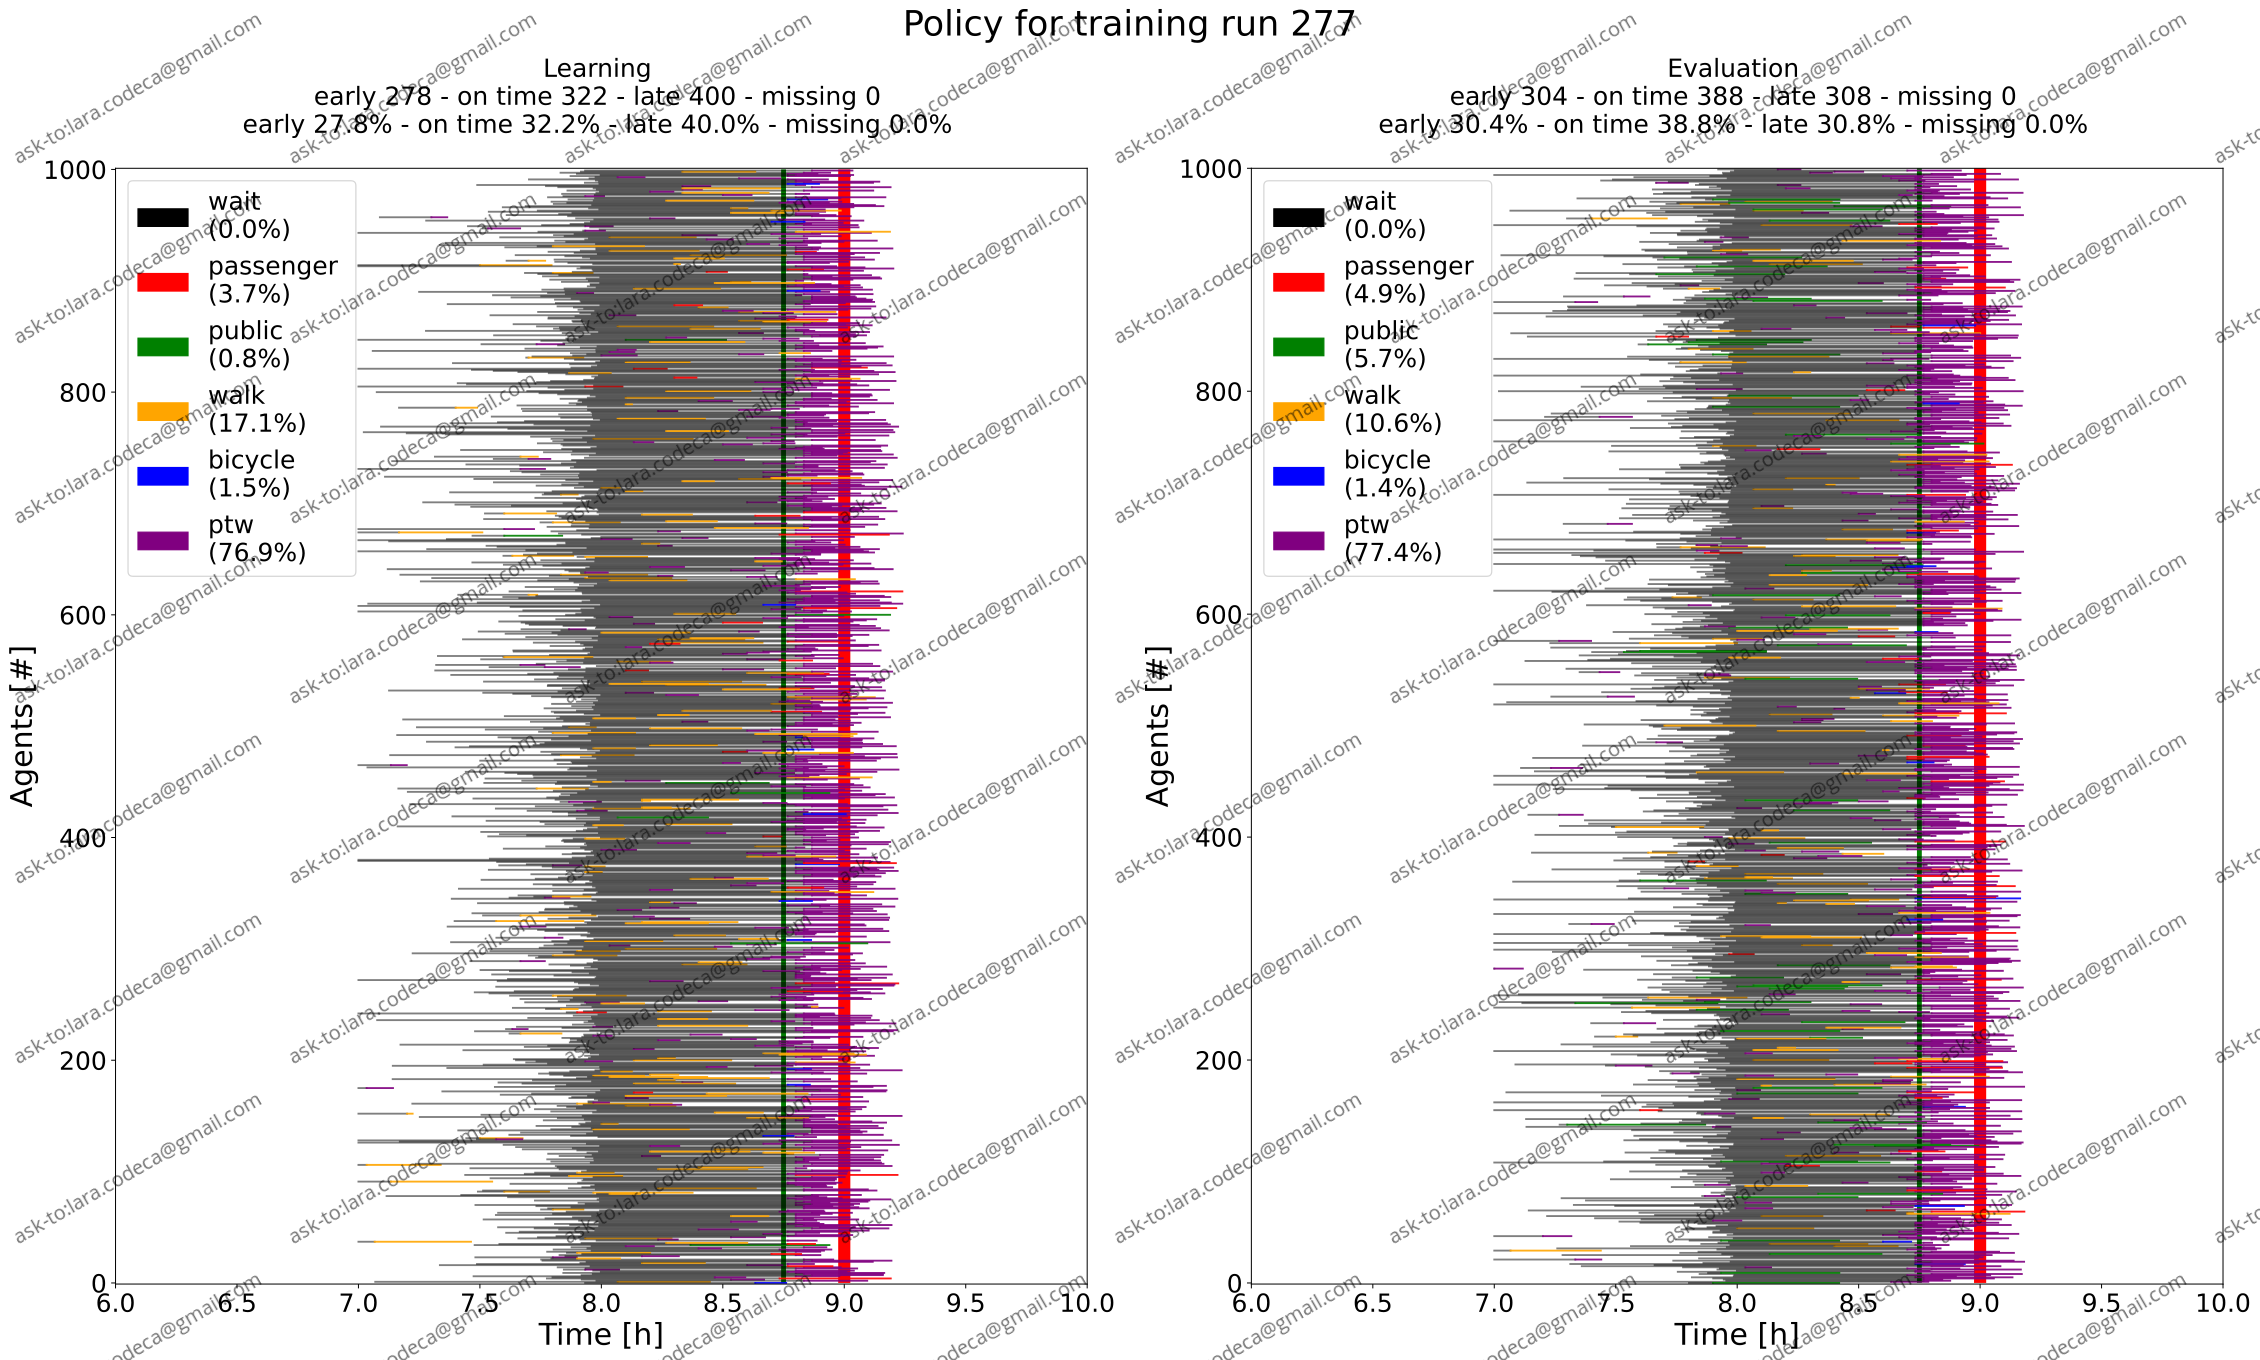 Policy for training run 277
Learning
early 278 - on time 322 - late 400 - missing 0
early 27.8% - on time 32.2% - late 40.0% - missing 0.0%
1000
800
600
400
200
0
Agents [#]
wait
(0.0%)
passenger
(3.7%)
public
(0.8%)
walk
(17.1%)
bicycle
(1.5%)
ptw
(76.9%)
6.0 6.5 7.0 7.5 8.0 8.5 9.0 9.5 10.0
Time [h]
Evaluation
early 304 - on time 388 - late 308 - missing 0
early 30.4% - on time 38.8% - late 30.8% - missing 0.0%
1000
800
600
400
200
0
Agents [#]
wait
(0.0%)
passenger
(4.9%)
public
(5.7%)
walk
(10.6%)
bicycle
(1.4%)
ptw
(77.4%)
6.0 6.5 7.0 7.5 8.0 8.5 9.0 9.5 10.0
Time [h]
ask-to:lara.codeca@gmail.com